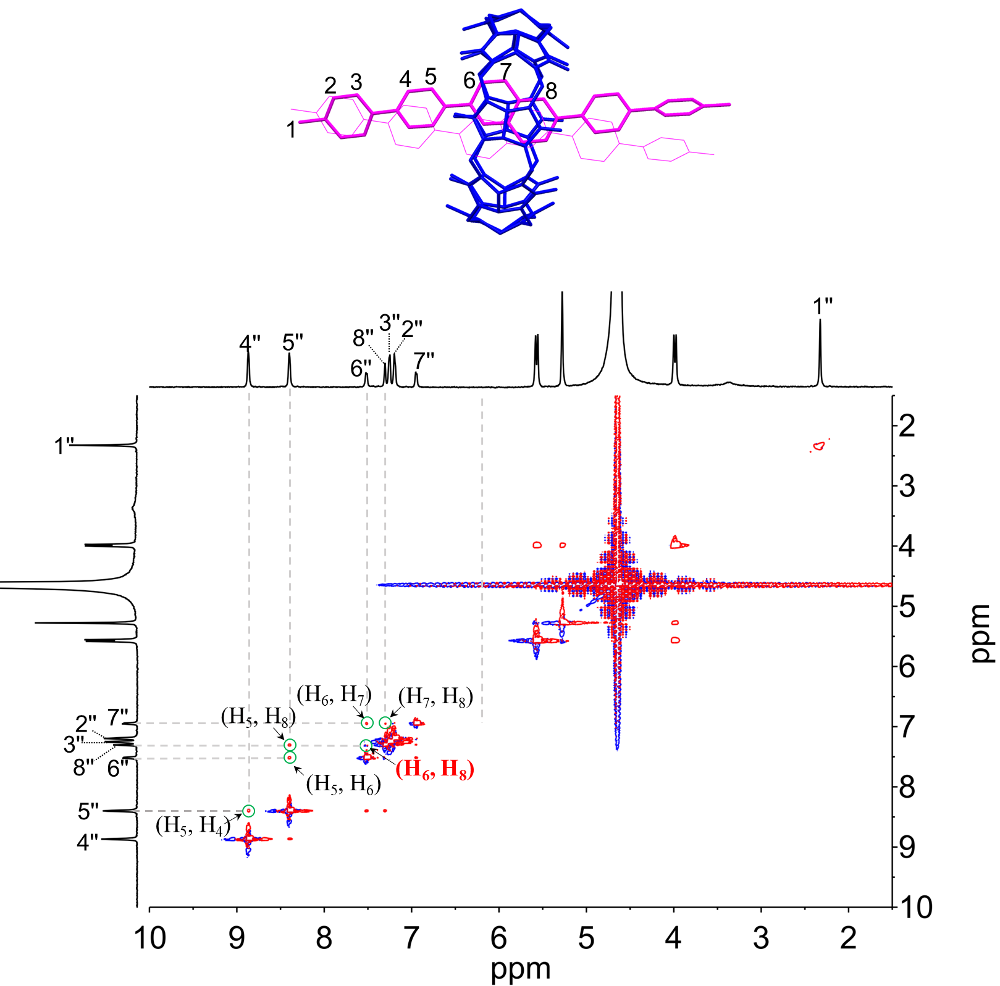 1 2 3 4 5 6 7 8
4" 5" 6" 8" 3" 2" 7" 1"
1"
7"
2"
3"
8"
6"
5"
4"
(H₆, H₇)
(H₇, H₈)
(H₅, H₈)
(H₆, H₈)
(H₅, H₆)
(H₅, H₄)
2
3
4
5
6
7
8
9
10
ppm
10 9 8 7 6 5 4 3 2
ppm